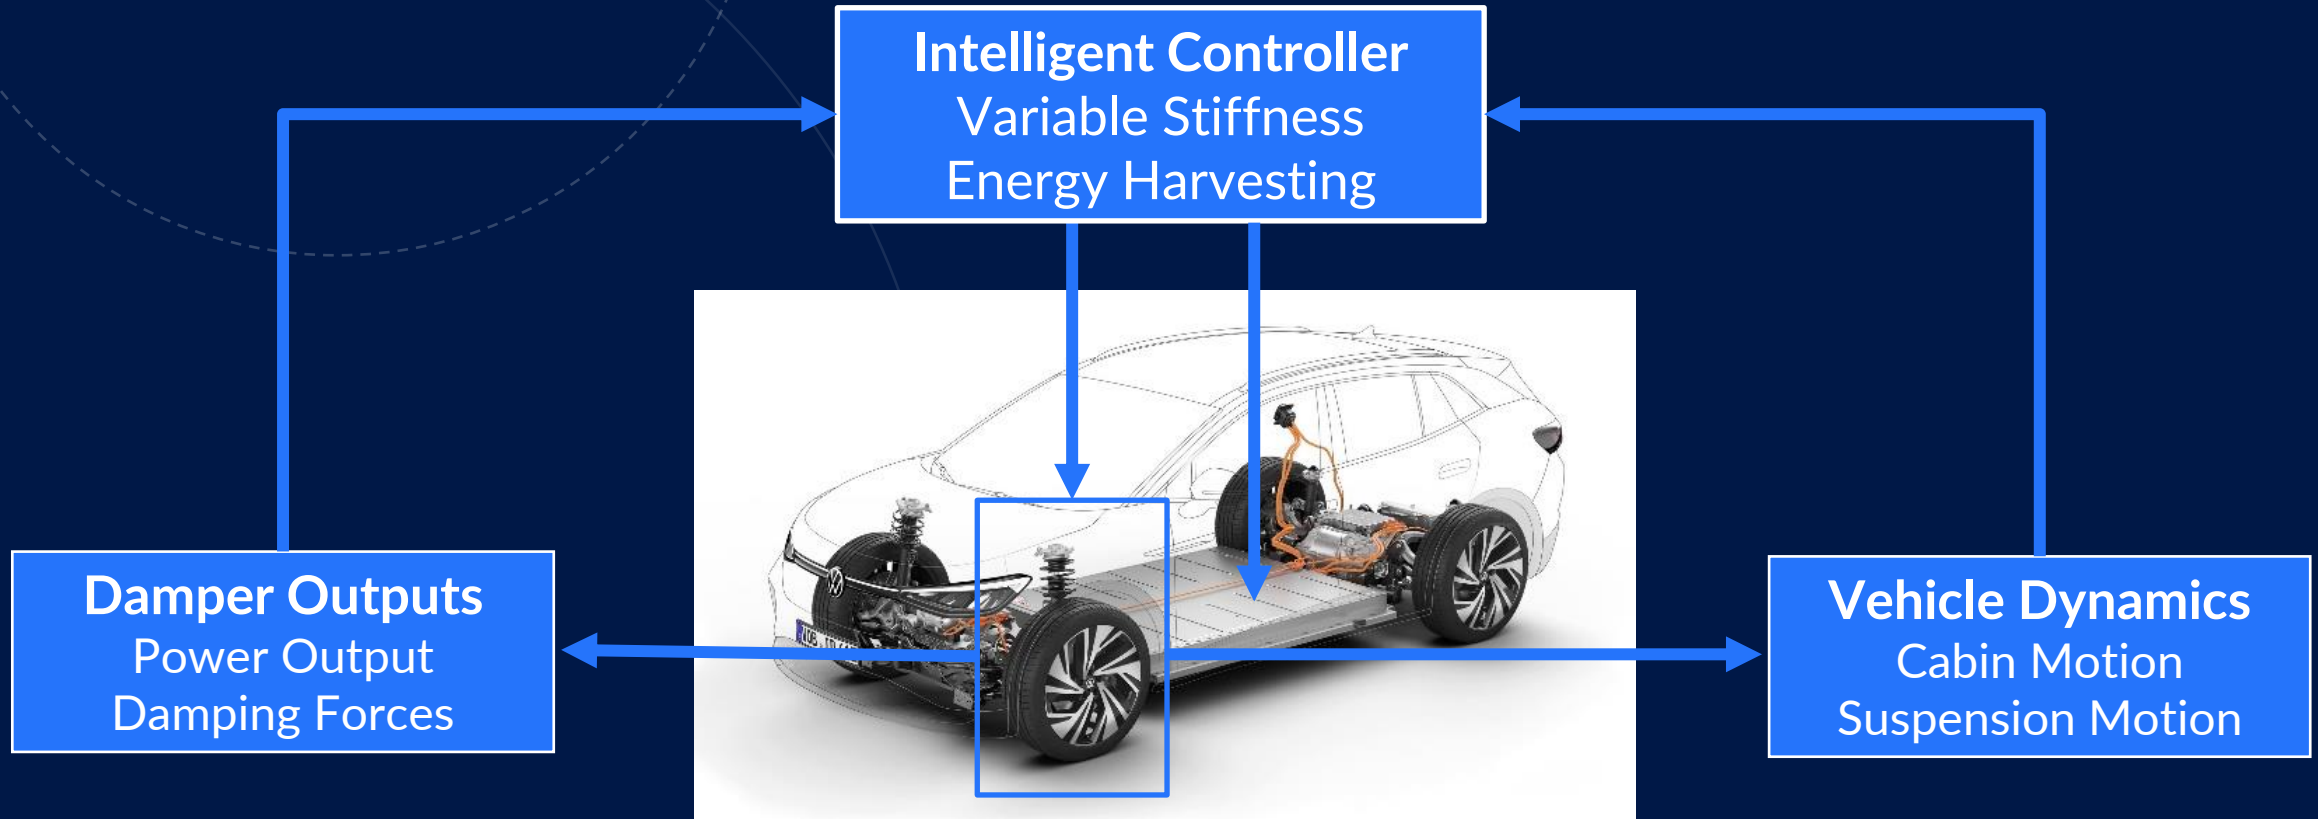 Intelligent Controller
Variable Stiffness
Energy Harvesting
Damper Outputs
Power Output
Damping Forces
Vehicle Dynamics
Cabin Motion
Suspension Motion